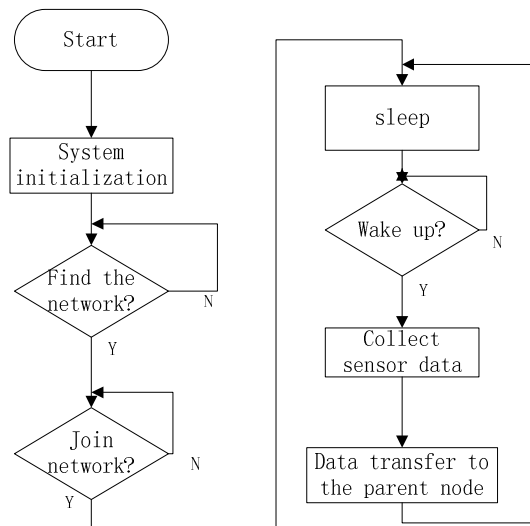 Start
System
initialization
Find the
network?
N
Y
Join
network?
N
Y
sleep
Wake up?
N
Y
Collect
sensor data
Data transfer to
the parent node